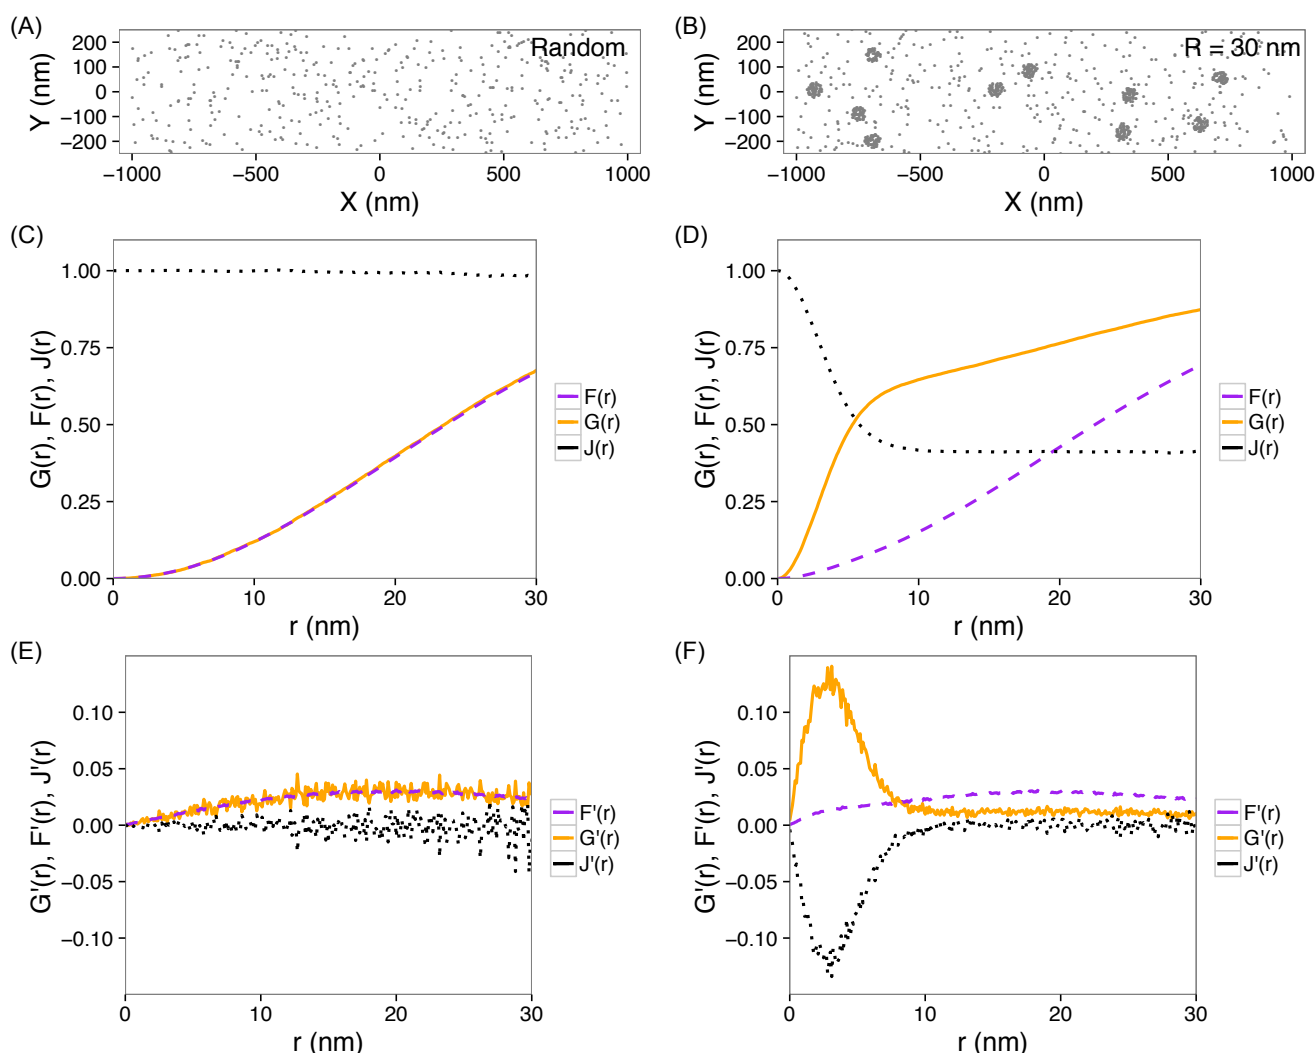 (A)
Random
200
100
0
−100
−200
Y (nm)
−1000
−500
0
500
1000
X (nm)
(B)
R = 30 nm
200
100
0
−100
−200
Y (nm)
−1000
−500
0
500
1000
X (nm)
(C)
1.00
0.75
0.50
0.25
0.00
G(r), F(r), J(r)
0
10
20
30
r (nm)
F(r)
G(r)
J(r)
(D)
1.00
0.75
0.50
0.25
0.00
G(r), F(r), J(r)
0
10
20
30
r (nm)
F(r)
G(r)
J(r)
(E)
0.10
0.05
0.00
−0.05
−0.10
G'(r), F'(r), J'(r)
0
10
20
30
r (nm)
F'(r)
G'(r)
J'(r)
(F)
0.10
0.05
0.00
−0.05
−0.10
G'(r), F'(r), J'(r)
0
10
20
30
r (nm)
F'(r)
G'(r)
J'(r)